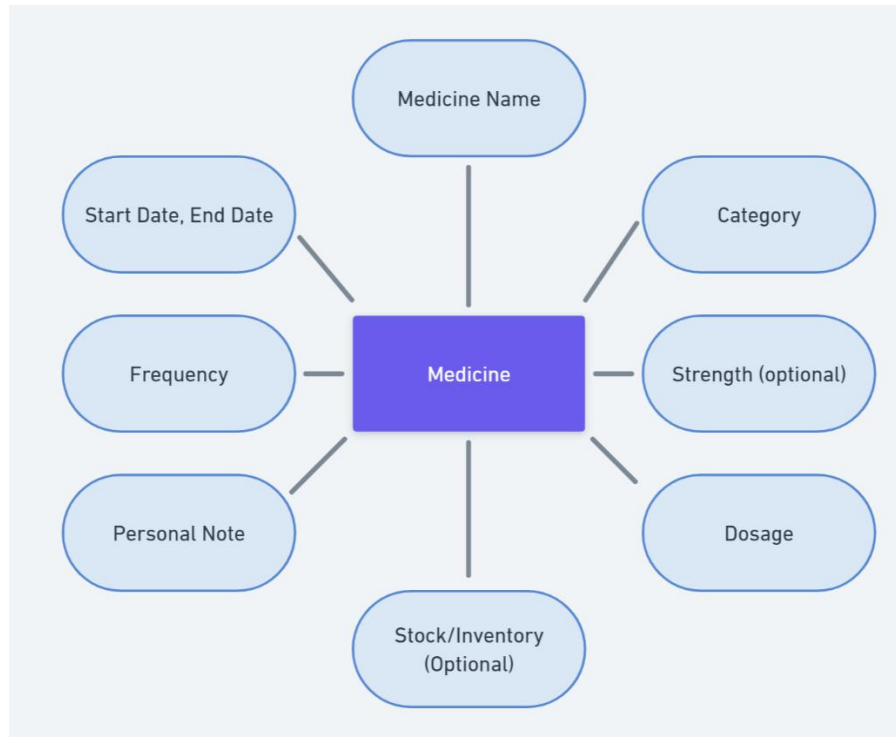 Medicine Name
Start Date, End Date
Category
Frequency
Medicine
Strength (optional)
Personal Note
Dosage
Stock/Inventory
(Optional)